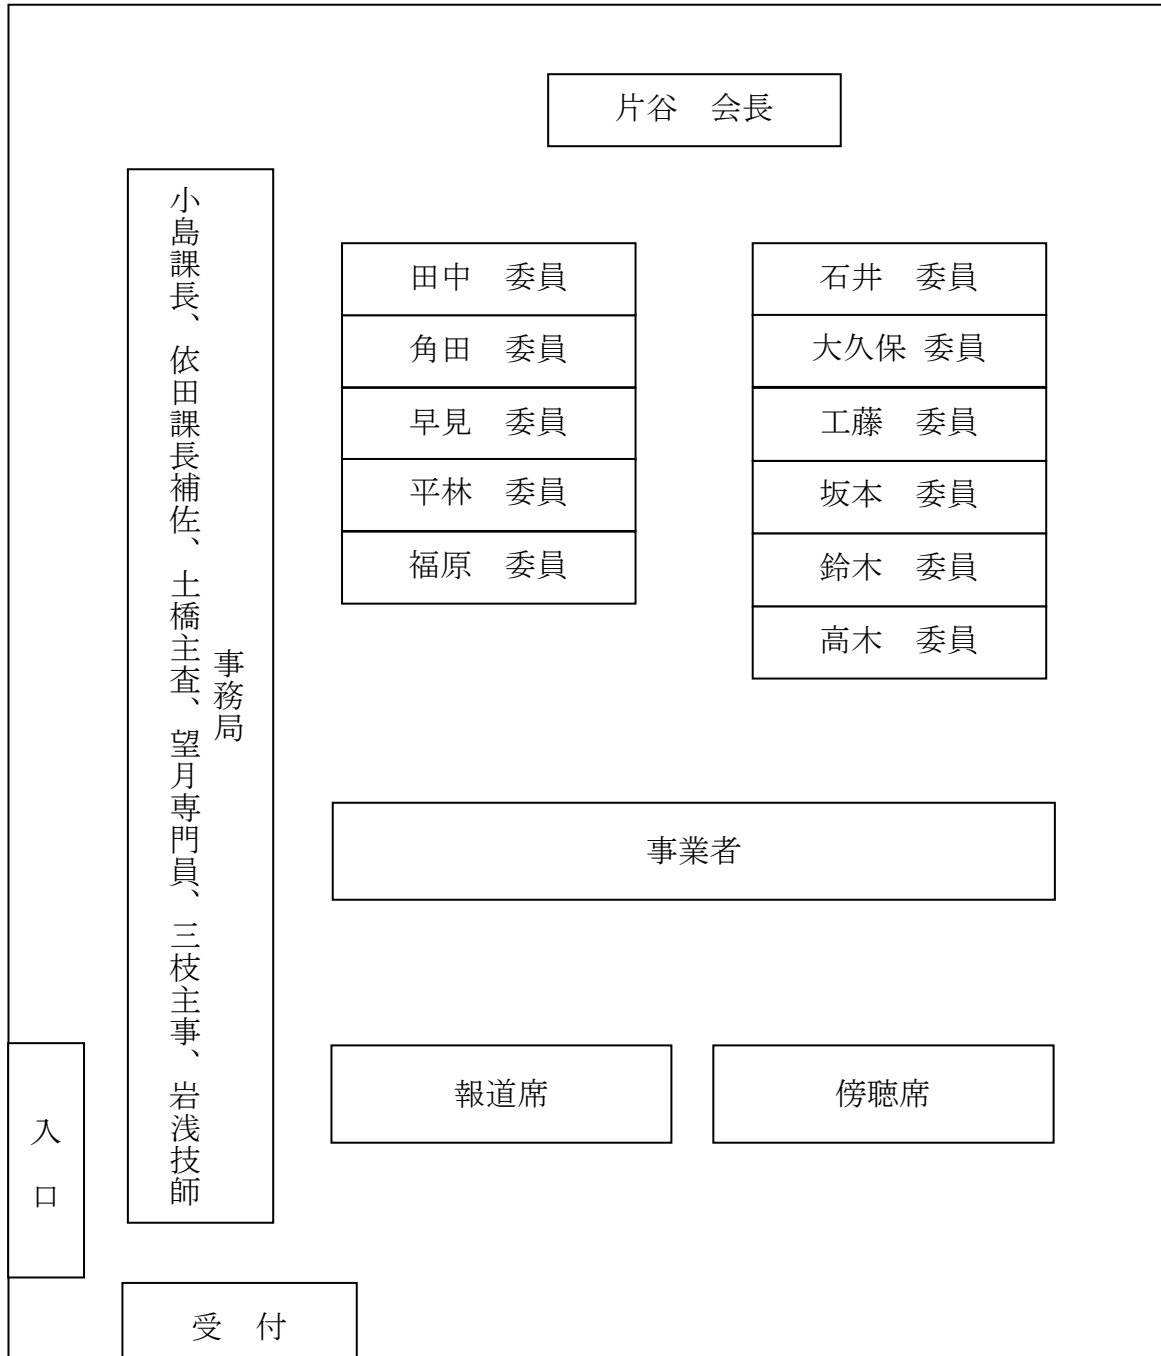 片谷　会長
小島課長、依田課長補佐、土橋主査、望月専門員、三枝主事、岩浅技師
事務局
田中　委員
角田　委員
早見　委員
平林　委員
福原　委員
石井　委員
大久保 委員
工藤　委員
坂本　委員
鈴木　委員
高木　委員
事業者
報道席
傍聴席
入口
受　付